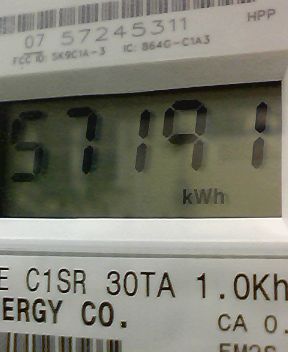 HPP
07 57245311
FCC ID: SK9C1A-3 IC: 864G-C1A3
57191
kWh
E C1SR 30TA 1.0Kh
ERGY CO.
CA 0.
EM2S